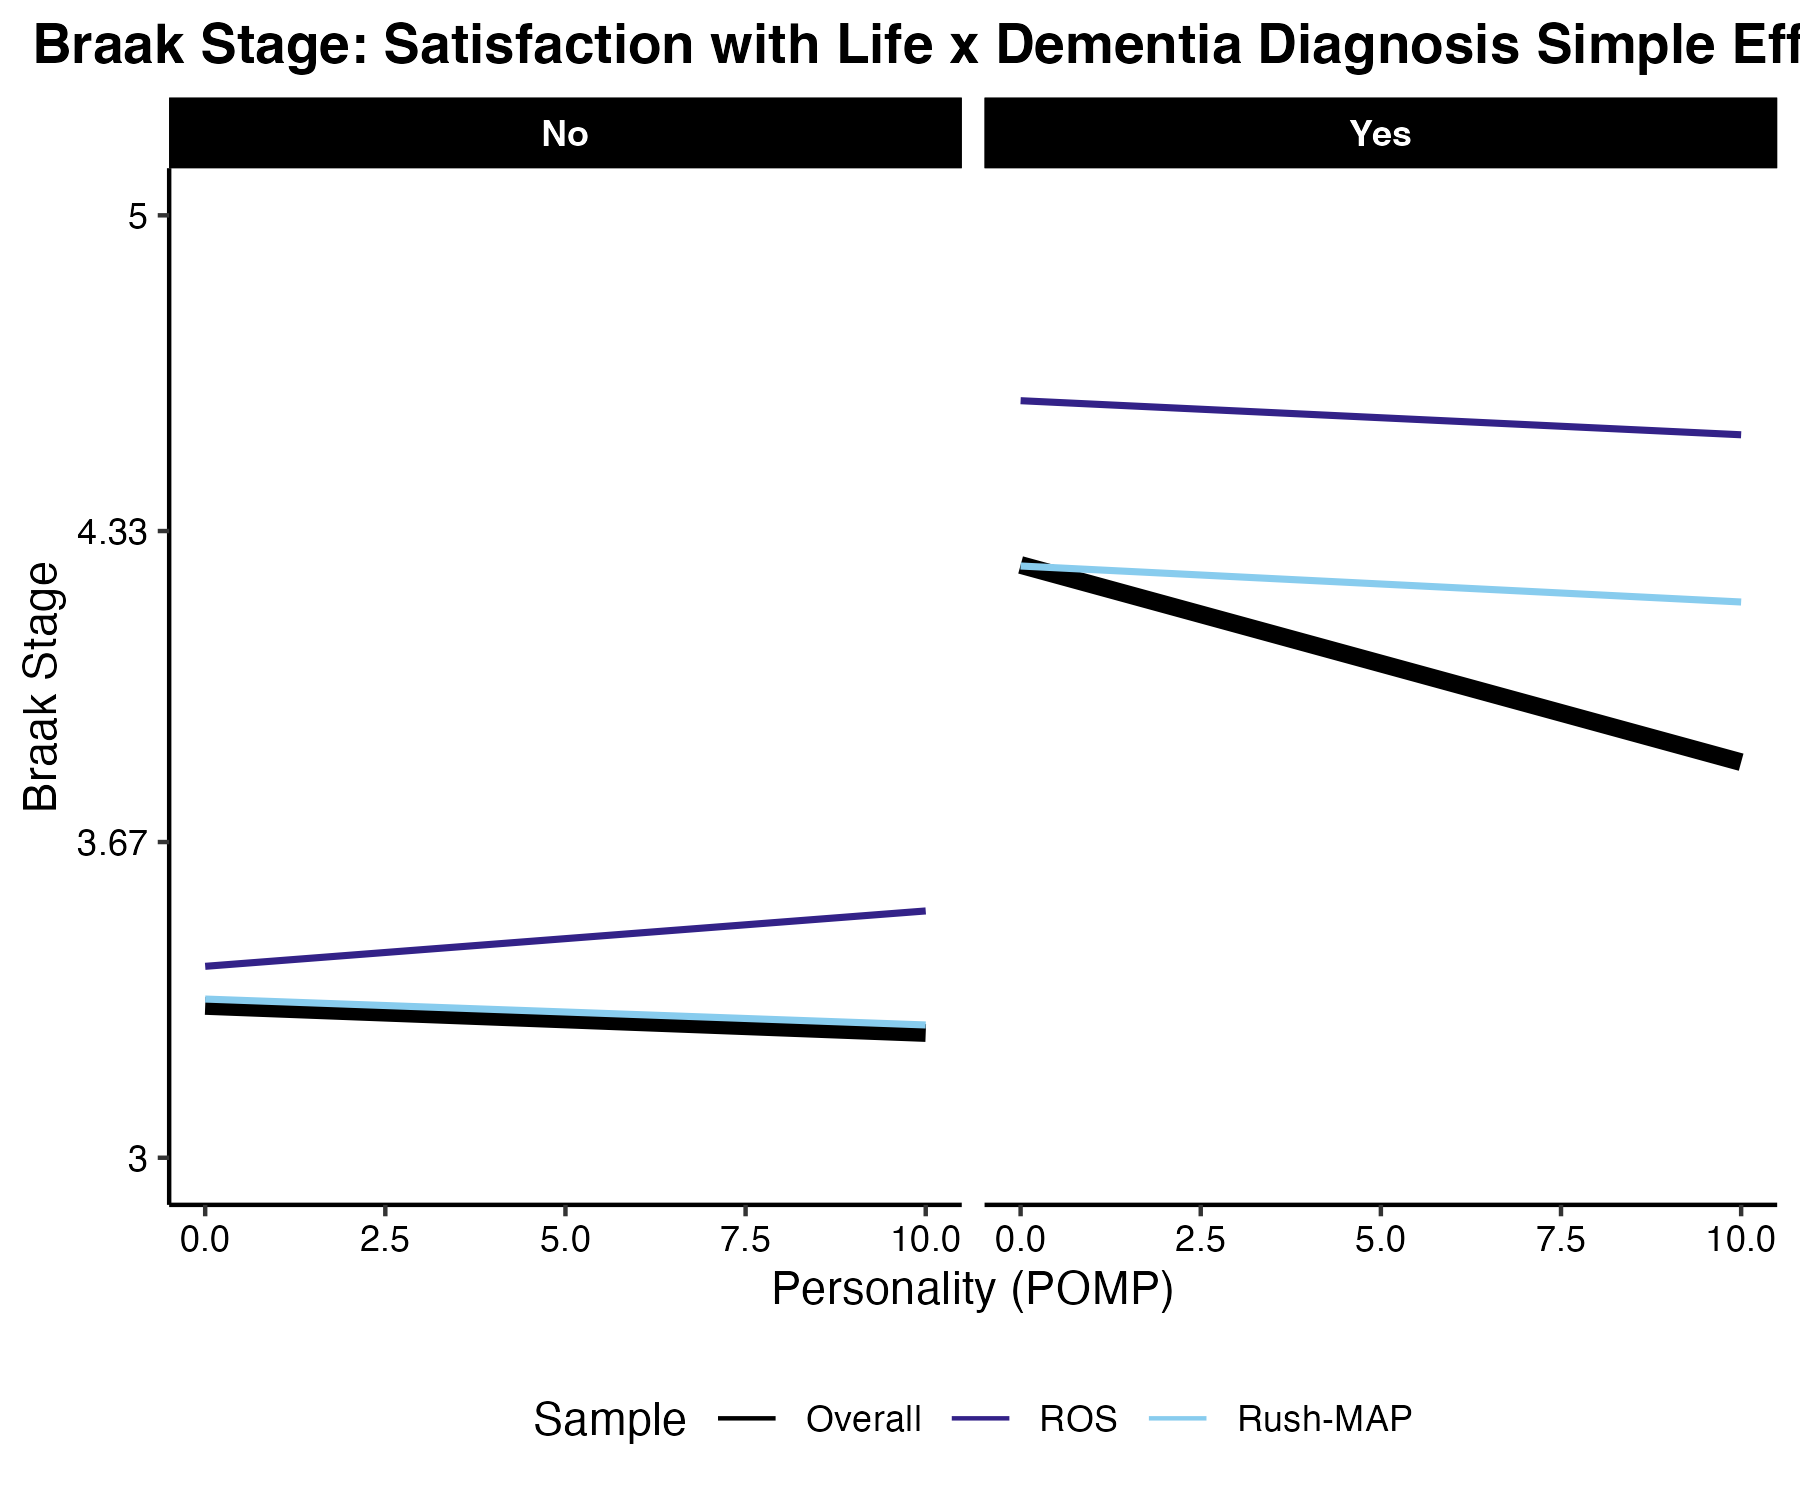 Braak Stage: Satisfaction with Life x Dementia Diagnosis Simple Eff
No
Yes
5
4.33
3.67
3
Braak Stage
0.0 2.5 5.0 7.5 10.0
0.0 2.5 5.0 7.5 10.0
Personality (POMP)
Sample Overall ROS Rush-MAP